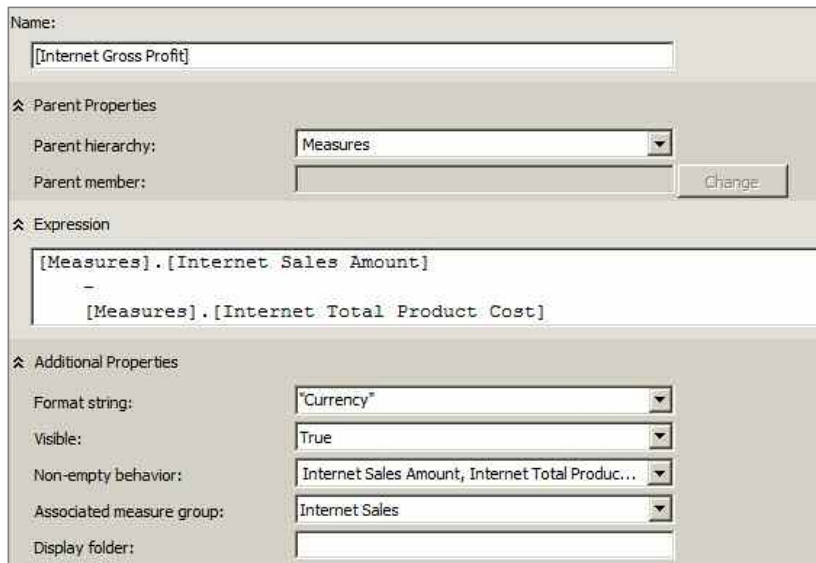 Name:
[Internet Gross Profit]
Parent Properties
Parent hierarchy: Measures
Parent member: Change
Expression
[Measures].[Internet Sales Amount]
-
[Measures].[Internet Total Product Cost]
Additional Properties
Format string: "Currency"
Visible: True
Non-empty behavior: Internet Sales Amount, Internet Total Produc...
Associated measure group: Internet Sales
Display folder: